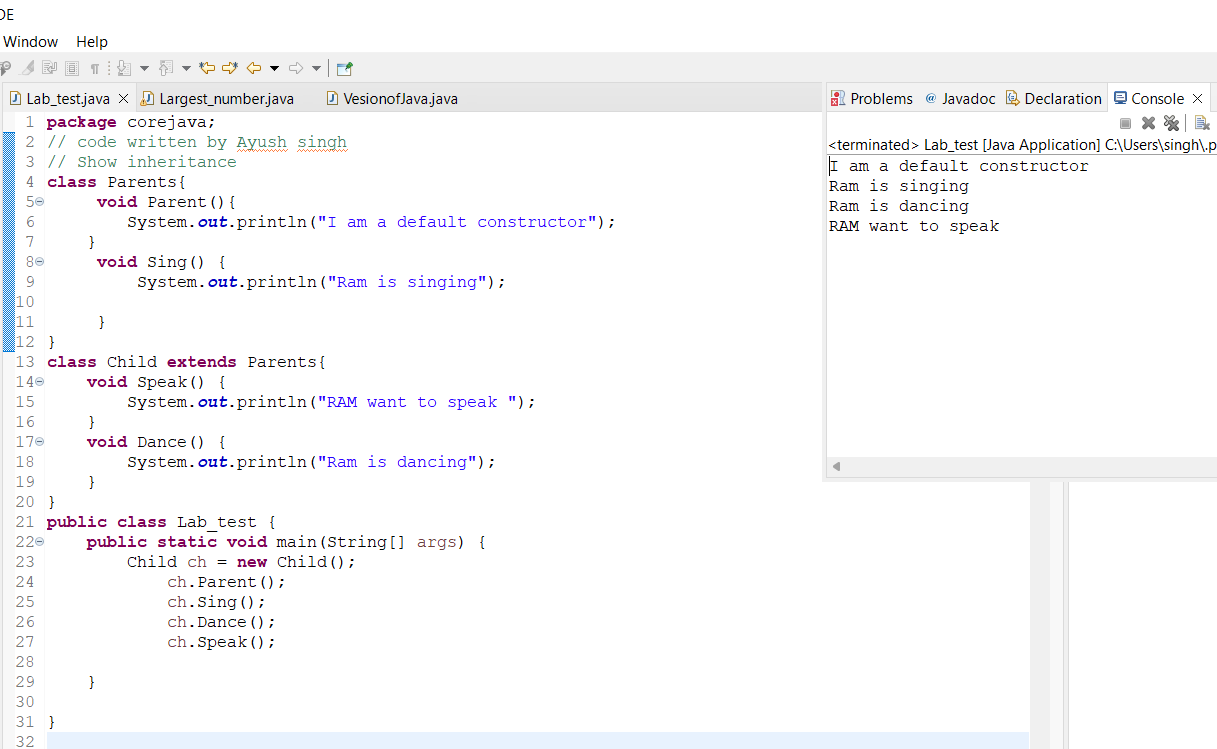 DE
Window Help
Lab_test.java Largest_number.java VesionofJava.java
1 package corejava;
2 // code written by Ayush singh
3 // Show inheritance
4 class Parents{
5 void Parent(){
6 System.out.println("I am a default constructor");
7 }
8 void Sing() {
9 System.out.println("Ram is singing");
10
11 }
12 }
13 class Child extends Parents{
14 void Speak() {
15 System.out.println("RAM want to speak ");
16 }
17 void Dance() {
18 System.out.println("Ram is dancing");
19 }
20 }
21 public class Lab_test {
22 public static void main(String[] args) {
23 Child ch = new Child();
24 ch.Parent();
25 ch.Sing();
26 ch.Dance();
27 ch.Speak();
28
29 }
30
31 }
32
Problems @ Javadoc Declaration Console
<terminated> Lab_test [Java Application] C:\Users\singh\.p
I am a default constructor
Ram is singing
Ram is dancing
RAM want to speak